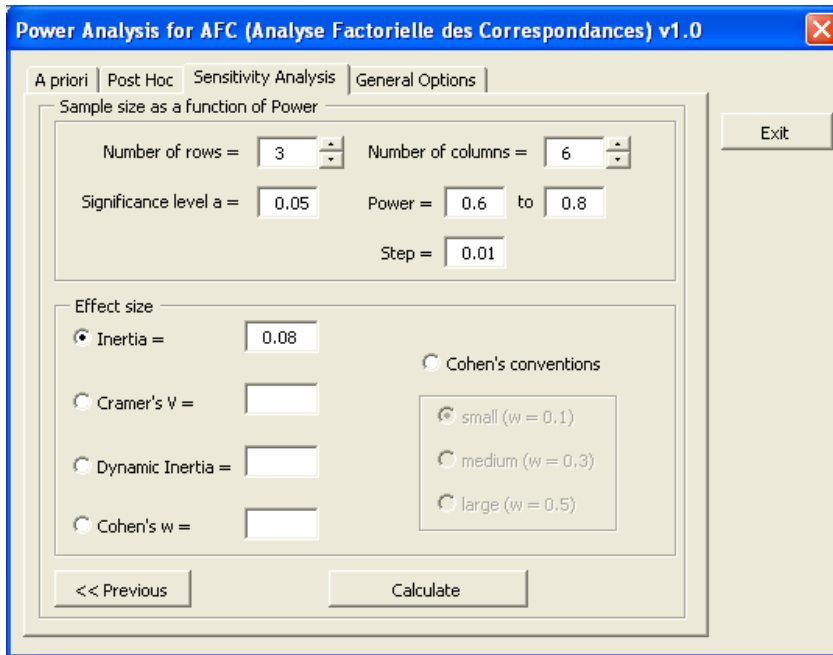 Power Analysis for AFC (Analyse Factorielle des Correspondances) v1.0
A priori Post Hoc Sensitivity Analysis General Options
Sample size as a function of Power
Number of rows = 3 Number of columns = 6
Significance level a = 0.05 Power = 0.6 to 0.8
Step = 0.01
Exit
Effect size
Inertia = 0.08
Cohen's conventions
Cramer's V =
small (w = 0.1)
Dynamic Inertia =
medium (w = 0.3)
large (w = 0.5)
Cohen's w =
<< Previous Calculate